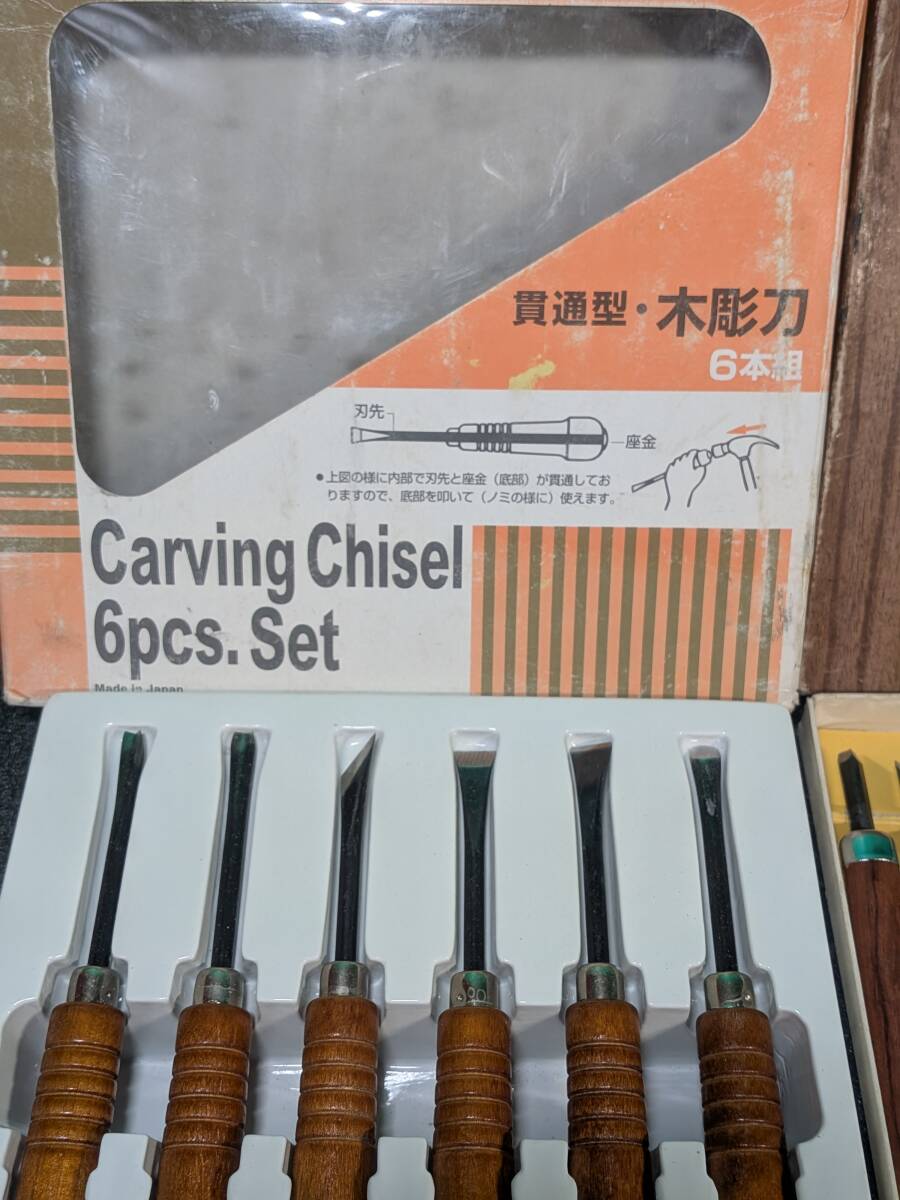 貫通型・木彫刀
6本組
刃先
座金
●上図の様に内部で刃先と座金（底部）が貫通してお
りますので、底部を叩いて（ノミの様に）使えます。
Carving Chisel
6pcs. Set
Made in Japan